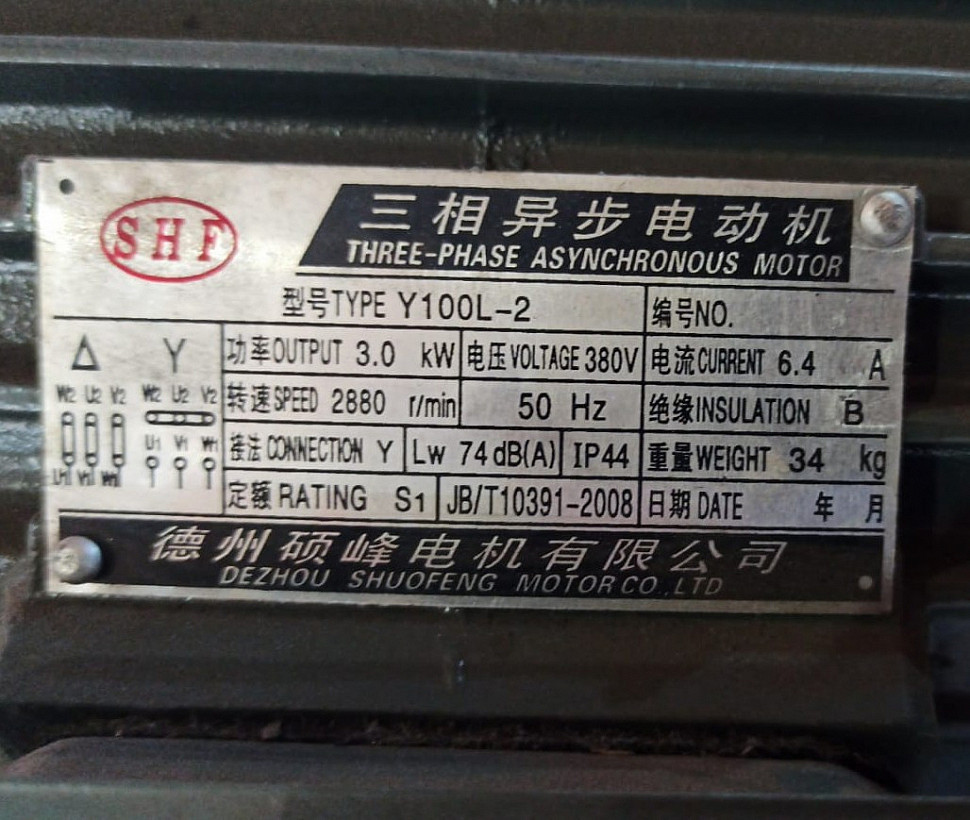 SHF
三相异步电动机
THREE-PHASE ASYNCHRONOUS MOTOR
型号TYPE Y100L-2 编号NO.
△ Y
功率OUTPUT 3.0 kW 电压VOLTAGE 380V 电流CURRENT 6.4 A
W2 U2 V2 W2 U2 V2
转速SPEED 2880 r/min 50 Hz 绝缘INSULATION B
U1 V1 W1
接法CONNECTION Y Lw 74dB(A) IP44 重量WEIGHT 34 kg
U1 V1 W1
定额RATING S1 JB/T10391-2008 日期DATE 年 月
德州硕峰电机有限公司
DEZHOU SHUOFENG MOTOR CO.,LTD